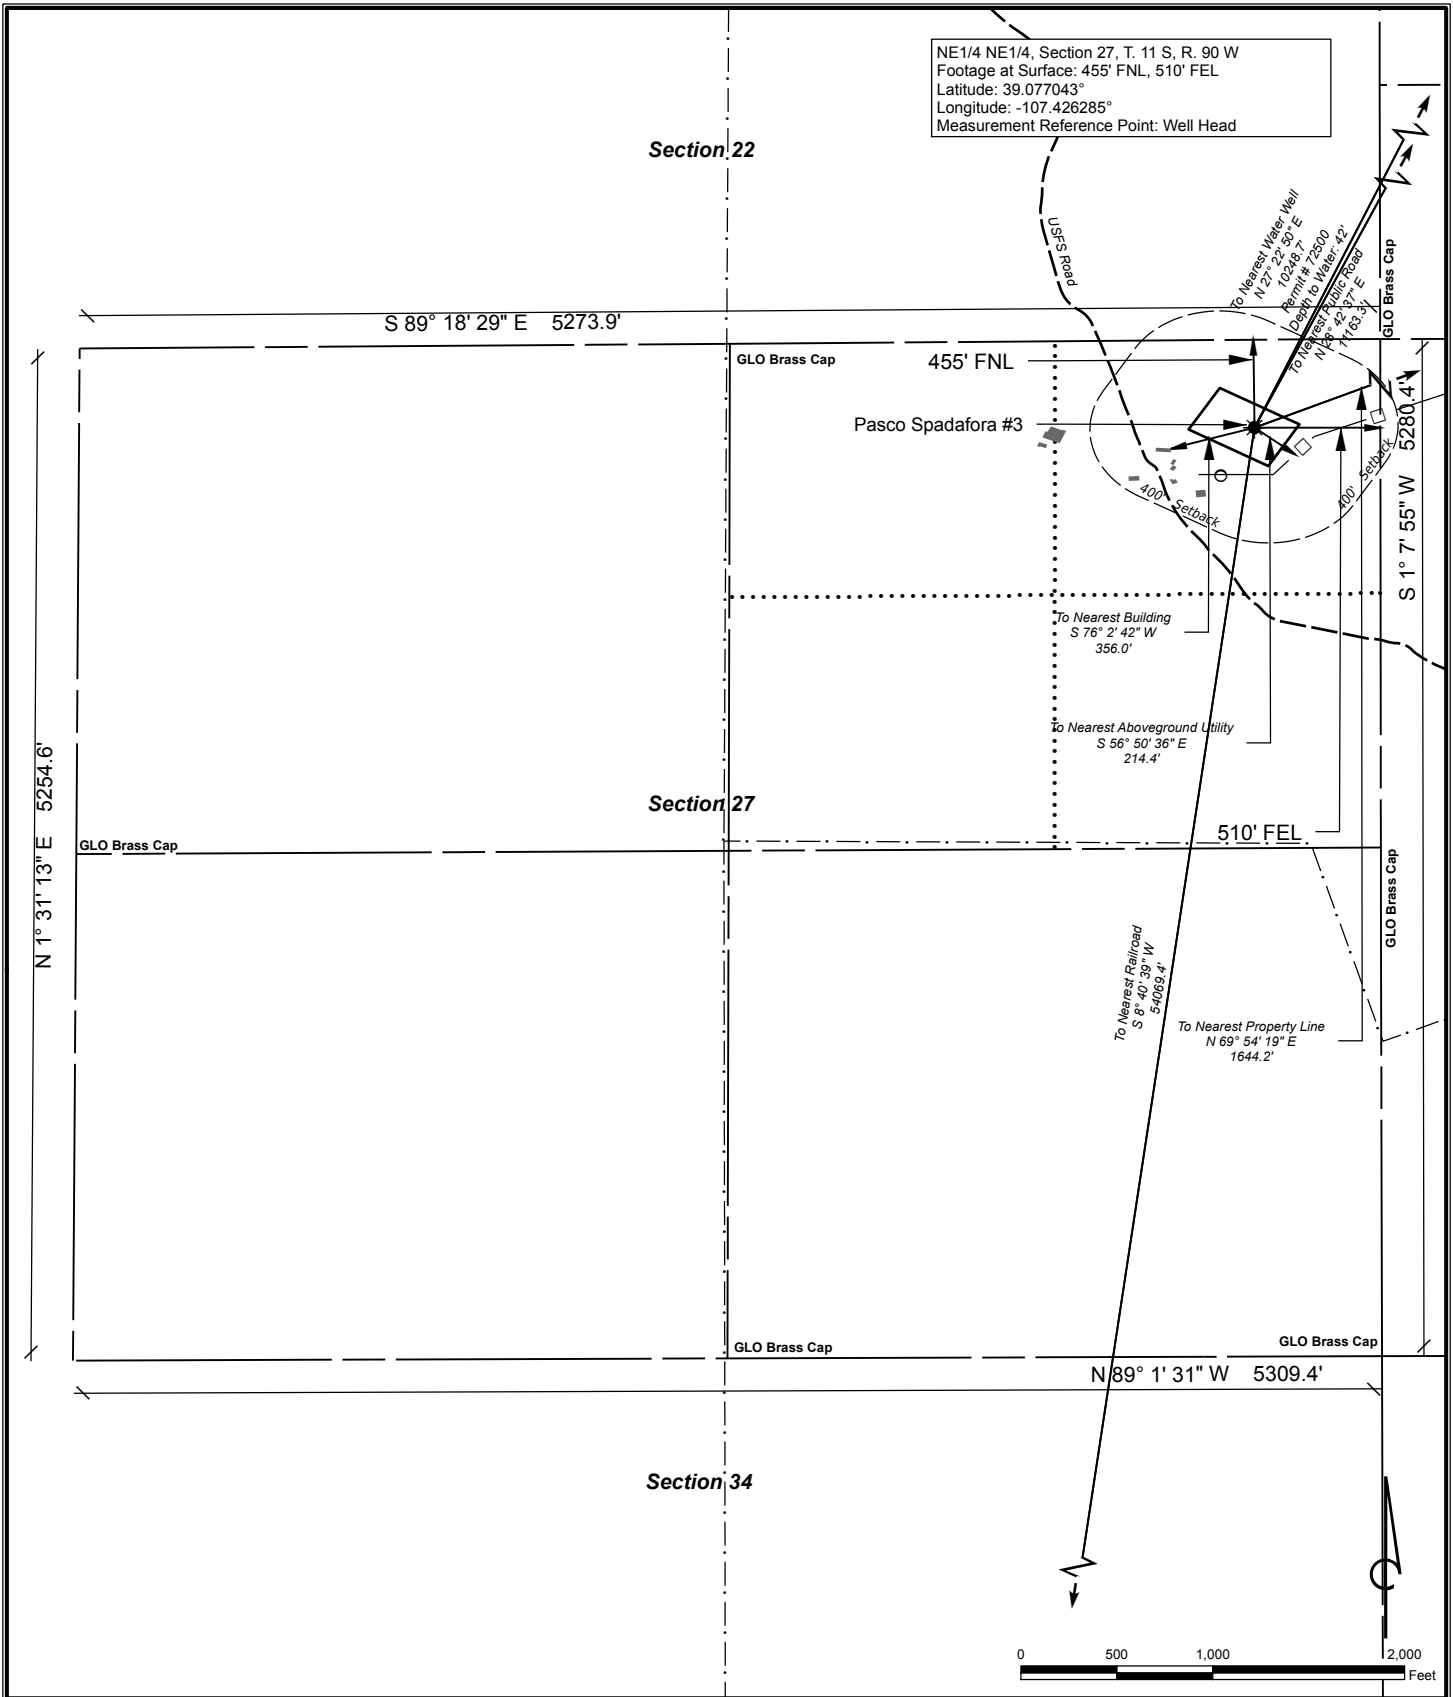 NE1/4 NE1/4, Section 27, T. 11 S, R. 90 W
Footage at Surface: 455' FNL, 510' FEL
Latitude: 39.077043°
Longitude: -107.426285°
Measurement Reference Point: Well Head
Section 22
USFS Road
To Nearest Water Well
N 27° 22' 50" E
10248.7'
Permit # 72500
Depth to Water: 42'
To Nearest Public Road
N 28° 42' 37" E
11163.3'
GLO Brass Cap
S 89° 18' 29" E 5273.9'
GLO Brass Cap
455' FNL
Pasco Spadafora #3
400' Setback
400' Setback
S 1° 7' 55" W 5280.4'
To Nearest Building
S 76° 2' 42" W
356.0'
To Nearest Aboveground Utility
S 56° 50' 36" E
214.4'
N 1° 31' 13" E 5254.6'
Section 27
510' FEL
GLO Brass Cap
GLO Brass Cap
To Nearest Railroad
S 8° 40' 39" W
54069.4'
To Nearest Property Line
N 69° 54' 19" E
1644.2'
GLO Brass Cap
GLO Brass Cap
N 89° 1' 31" W 5309.4'
Section 34
0 500 1,000 2,000
Feet